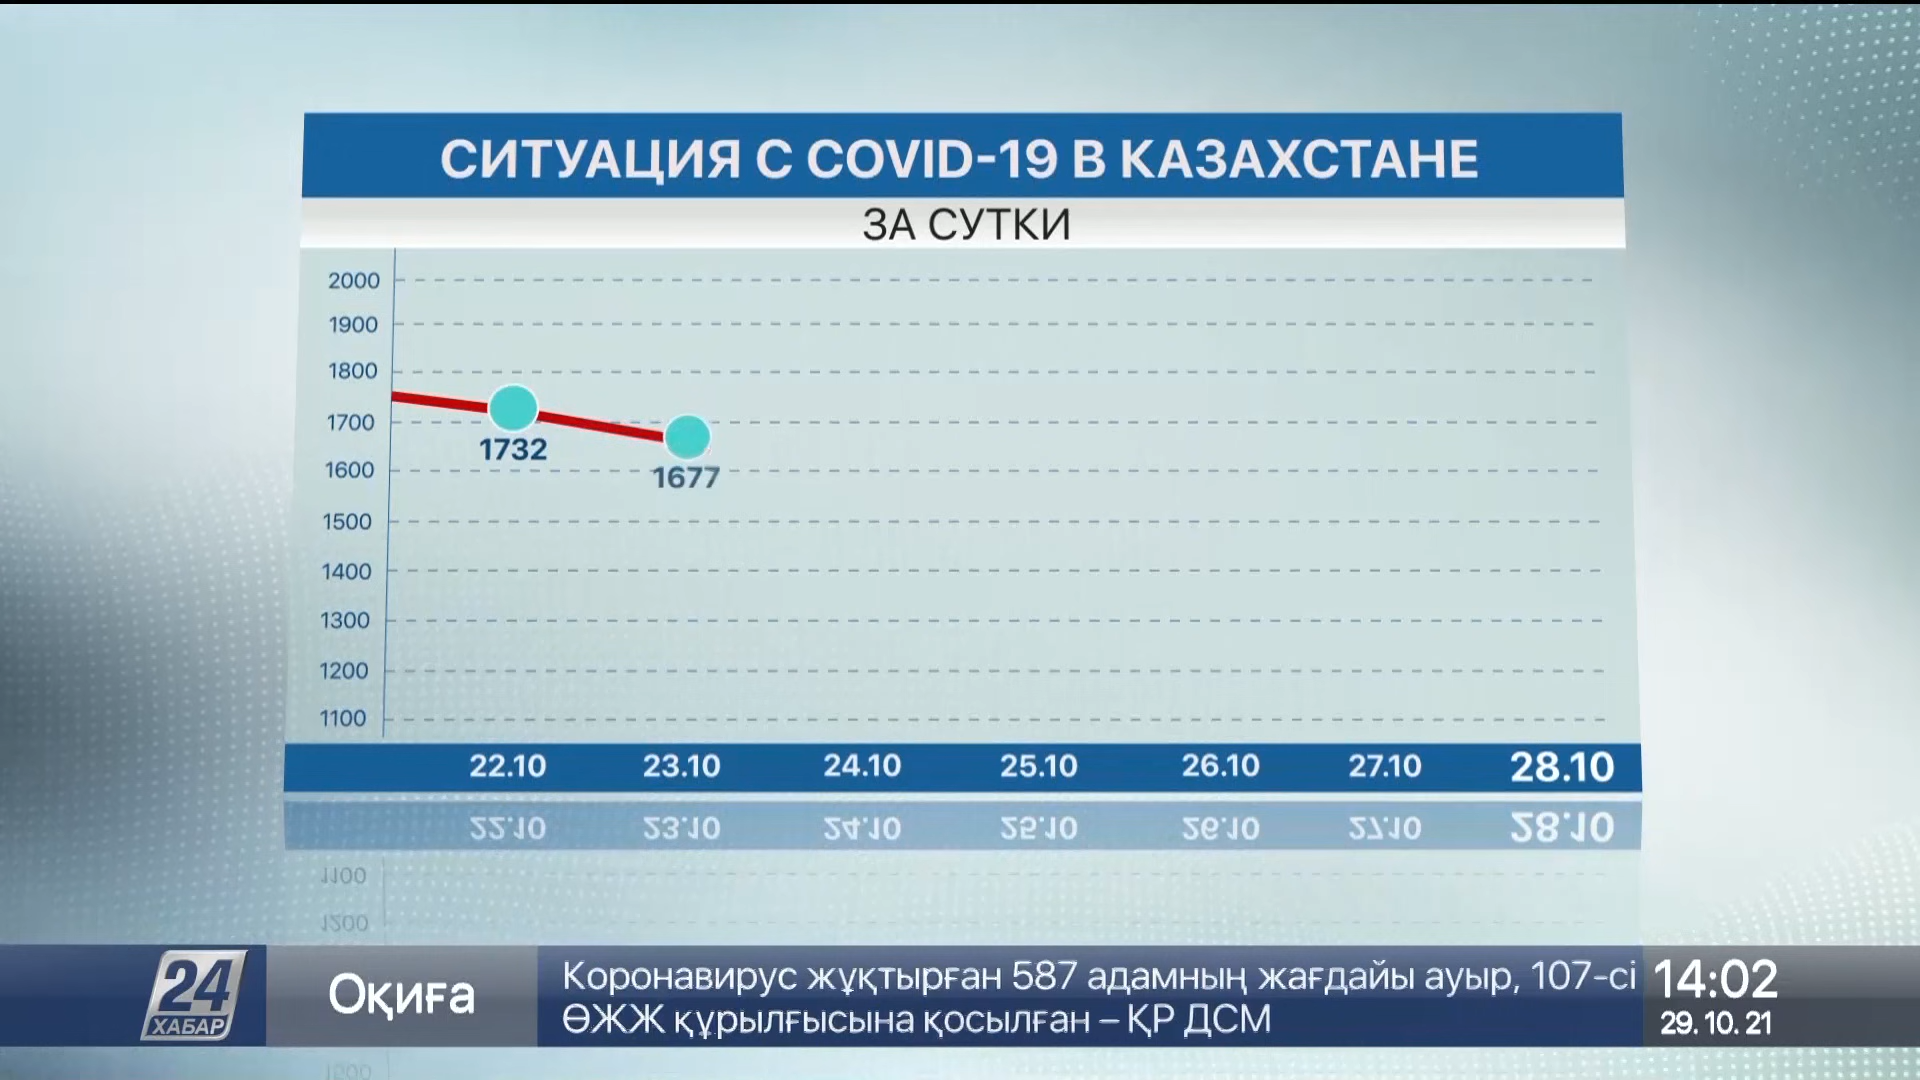 СИТУАЦИЯ С COVID-19 В КАЗАХСТАНЕ
ЗА СУТКИ
2000
1900
1800
1700
1732
1600
1677
1500
1400
1300
1200
1100
22.10 23.10 24.10 25.10 26.10 27.10 28.10
24
ХАБАР
Оқиға
Коронавирус жұқтырған 587 адамның жағдайы ауыр, 107-сі
ӨЖЖ құрылғысына қосылған – ҚР ДСМ
14:02
29. 10. 21